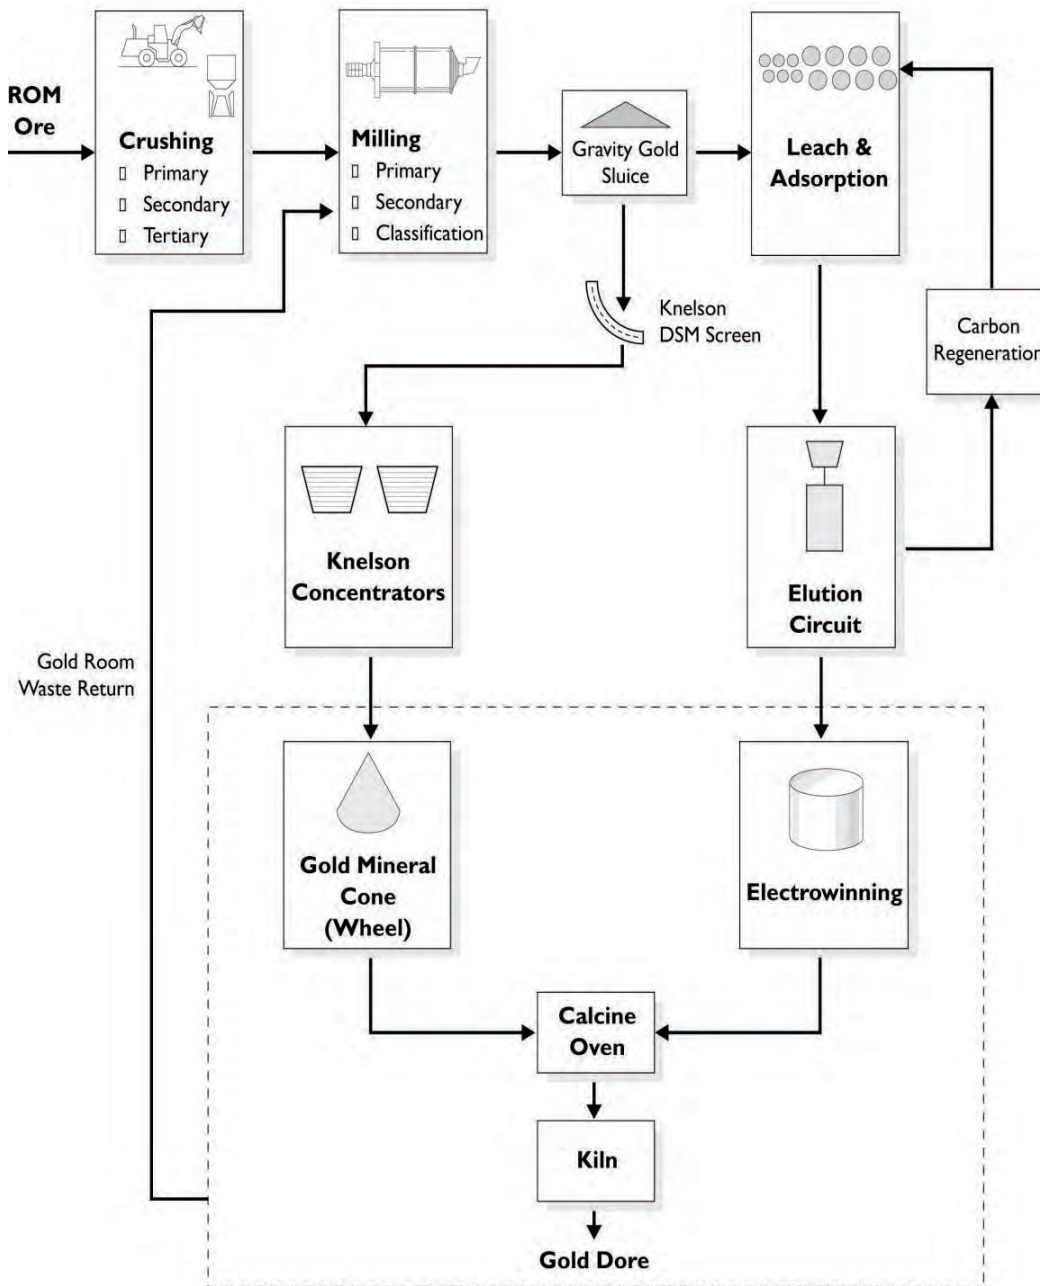 ROM
Ore
Crushing
Primary
Secondary
Tertiary
Milling
Primary
Secondary
Classification
Gravity Gold
Sluice
Leach &
Adsorption
Knelson
DSM Screen
Carbon
Regeneration
Knelson
Concentrators
Elution
Circuit
Gold Room
Waste Return
Gold Mineral
Cone
(Wheel)
Electrowinning
Calcine
Oven
Kiln
Gold Dore